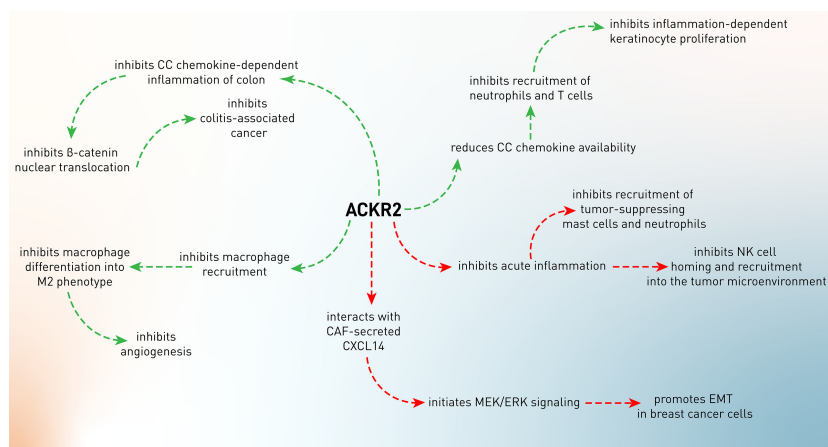 inhibits inflammation-dependent
keratinocyte proliferation
inhibits CC chemokine-dependent
inflammation of colon
inhibits recruitment of
neutrophils and T cells
inhibits
colitis-associated
cancer
inhibits ß-catenin
nuclear translocation
reduces CC chemokine availability
ACKR2
inhibits recruitment of
tumor-suppressing
mast cells and neutrophils
inhibits macrophage
differentiation into
M2 phenotype
inhibits macrophage
recruitment
inhibits acute inflammation
inhibits NK cell
homing and recruitment
into the tumor microenvironment
interacts with
CAF-secreted
CXCL14
inhibits
angiogenesis
initiates MEK/ERK signaling
promotes EMT
in breast cancer cells